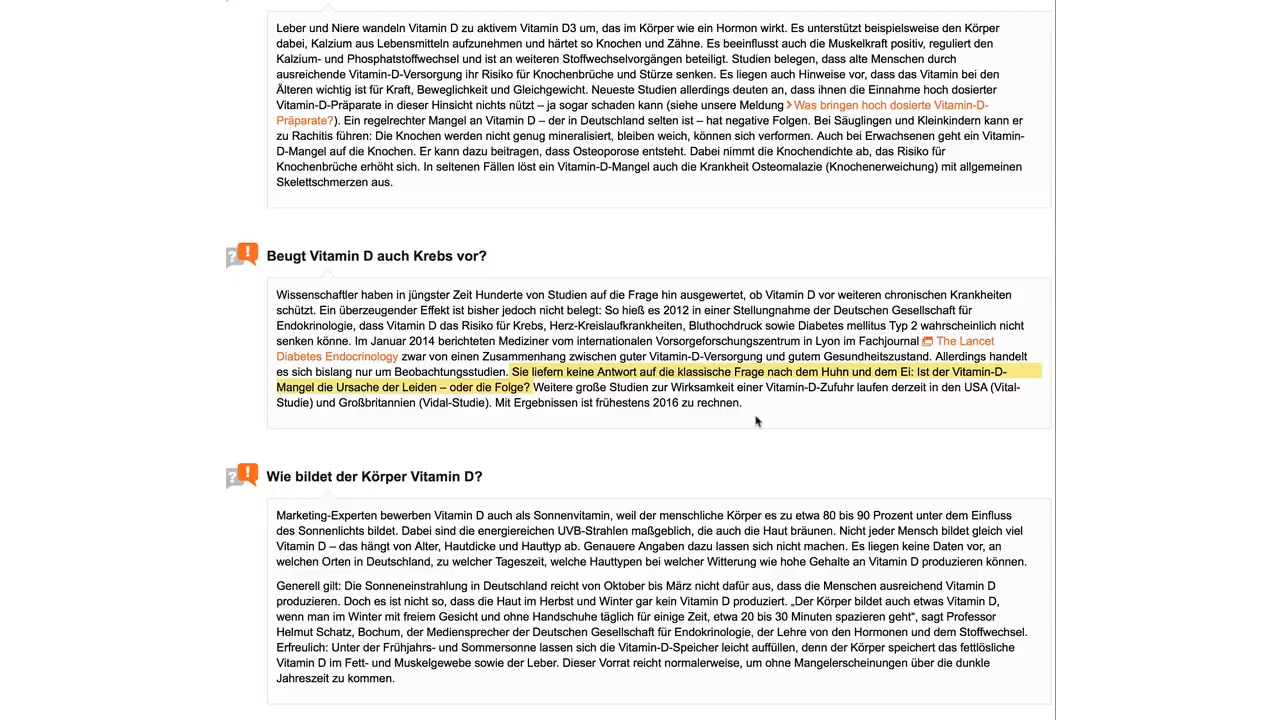 Leber und Niere wandeln Vitamin D zu aktivem Vitamin D3 um, das im Körper wie ein Hormon wirkt. Es unterstützt beispielsweise den Körper
dabei, Kalzium aus Lebensmitteln aufzunehmen und härtet so Knochen und Zähne. Es beeinflusst auch die Muskelkraft positiv, reguliert den
Kalzium- und Phosphatstoffwechsel und ist an weiteren Stoffwechselvorgängen beteiligt. Studien belegen, dass alte Menschen durch
ausreichende Vitamin-D-Versorgung ihr Risiko für Knochenbrüche und Stürze senken. Es liegen auch Hinweise vor, dass das Vitamin bei den
Älteren wichtig ist für Kraft, Beweglichkeit und Gleichgewicht. Neueste Studien allerdings deuten an, dass ihnen die Einnahme hoch dosierter
Vitamin-D-Präparate in dieser Hinsicht nichts nützt – ja sogar schaden kann (siehe unsere Meldung Was bringen hoch dosierte Vitamin-D-
Präparate?). Ein regelrechter Mangel an Vitamin D – der in Deutschland selten ist – hat negative Folgen. Bei Säuglingen und Kleinkindern kann er
zu Rachitis führen: Die Knochen werden nicht genug mineralisiert, bleiben weich, können sich verformen. Auch bei Erwachsenen geht ein Vitamin-
D-Mangel auf die Knochen. Er kann dazu beitragen, dass Osteoporose entsteht. Dabei nimmt die Knochendichte ab, das Risiko für
Knochenbrüche erhöht sich. In seltenen Fällen löst ein Vitamin-D-Mangel auch die Krankheit Osteomalazie (Knochenerweichung) mit allgemeinen
Skelettschmerzen aus.
?! Beugt Vitamin D auch Krebs vor?
Wissenschaftler haben in jüngster Zeit Hunderte von Studien auf die Frage hin ausgewertet, ob Vitamin D vor weiteren chronischen Krankheiten
schützt. Ein überzeugender Effekt ist bisher jedoch nicht belegt: So hieß es 2012 in einer Stellungnahme der Deutschen Gesellschaft für
Endokrinologie, dass Vitamin D das Risiko für Krebs, Herz-Kreislaufkrankheiten, Bluthochdruck sowie Diabetes mellitus Typ 2 wahrscheinlich nicht
senken könne. Im Januar 2014 berichteten Mediziner vom internationalen Vorsorgeforschungszentrum in Lyon im Fachjournal The Lancet
Diabetes Endocrinology zwar von einen Zusammenhang zwischen guter Vitamin-D-Versorgung und gutem Gesundheitszustand. Allerdings handelt
es sich bislang nur um Beobachtungsstudien. Sie liefern keine Antwort auf die klassische Frage nach dem Huhn und dem Ei: Ist der Vitamin-D-
Mangel die Ursache der Leiden – oder die Folge? Weitere große Studien zur Wirksamkeit einer Vitamin-D-Zufuhr laufen derzeit in den USA (Vital-
Studie) und Großbritannien (Vidal-Studie). Mit Ergebnissen ist frühestens 2016 zu rechnen.
?! Wie bildet der Körper Vitamin D?
Marketing-Experten bewerben Vitamin D auch als Sonnenvitamin, weil der menschliche Körper es zu etwa 80 bis 90 Prozent unter dem Einfluss
des Sonnenlichts bildet. Dabei sind die energiereichen UVB-Strahlen maßgeblich, die auch die Haut bräunen. Nicht jeder Mensch bildet gleich viel
Vitamin D – das hängt von Alter, Hautdicke und Hauttyp ab. Genauere Angaben dazu lassen sich nicht machen. Es liegen keine Daten vor, an
welchen Orten in Deutschland, zu welcher Tageszeit, welche Hauttypen bei welcher Witterung wie hohe Gehalte an Vitamin D produzieren können.
Generell gilt: Die Sonneneinstrahlung in Deutschland reicht von Oktober bis März nicht dafür aus, dass die Menschen ausreichend Vitamin D
produzieren. Doch es ist nicht so, dass die Haut im Herbst und Winter gar kein Vitamin D produziert. „Der Körper bildet auch etwas Vitamin D,
wenn man im Winter mit freiem Gesicht und ohne Handschuhe täglich für einige Zeit, etwa 20 bis 30 Minuten spazieren geht“, sagt Professor
Helmut Schatz, Bochum, der Mediensprecher der Deutschen Gesellschaft für Endokrinologie, der Lehre von den Hormonen und dem Stoffwechsel.
Erfreulich: Unter der Frühjahrs- und Sommersonne lassen sich die Vitamin-D-Speicher leicht auffüllen, denn der Körper speichert das fettlösliche
Vitamin D im Fett- und Muskelgewebe sowie der Leber. Dieser Vorrat reicht normalerweise, um ohne Mangelerscheinungen über die dunkle
Jahreszeit zu kommen.